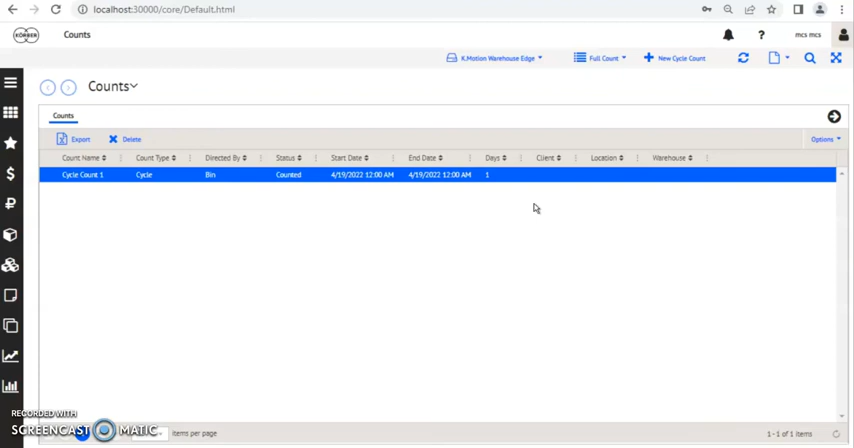 localhost:30000/core/Default.html
KÖRBER
Counts
? mcs mcs
K.Motion Warehouse Edge
Full Count
New Cycle Count
Counts
Counts
Export
Delete
Options
Count Name
Count Type
Directed By
Status
Start Date
End Date
Days
Client
Location
Warehouse
Cycle Count 1
Cycle
Bin
Counted
4/19/2022 12:00 AM
4/19/2022 12:00 AM
1
RECORDED WITH
SCREENCAST MATIC
items per page
1 - 1 of 1 items